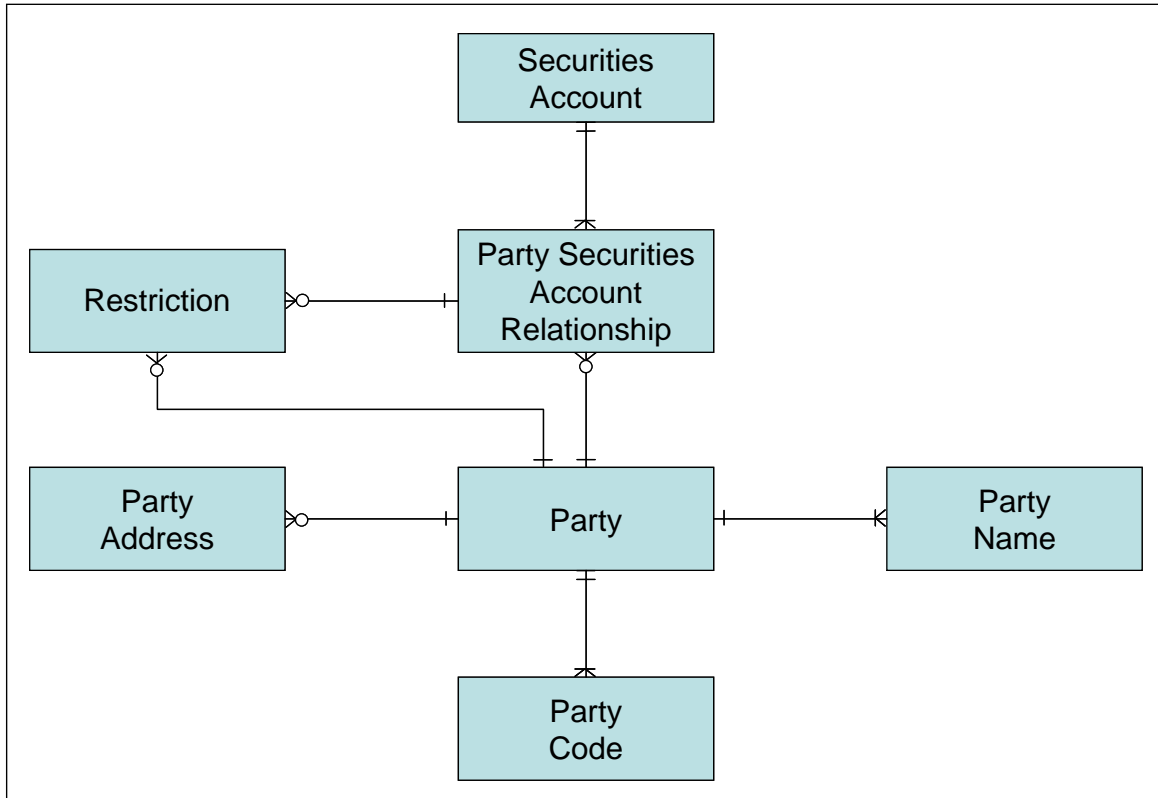 Securities
Account
Party Securities
Account
Relationship
Restriction
Party
Address
Party
Party
Name
Party
Code